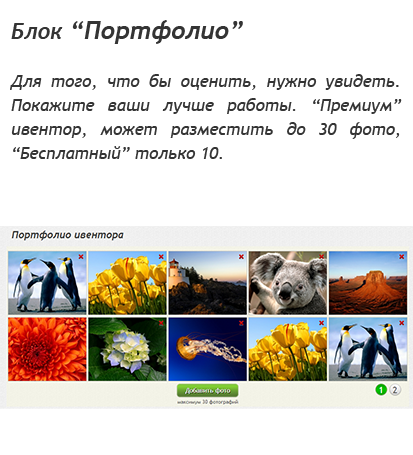 Блок “Портфолио”
Для того, что бы оценить, нужно увидеть.
Покажите ваши лучше работы. “Премиум”
ивентор, может разместить до 30 фото,
“Бесплатный” только 10.
Портфолио ивентора
Добавить фото
максимум 30 фотографий
1 2